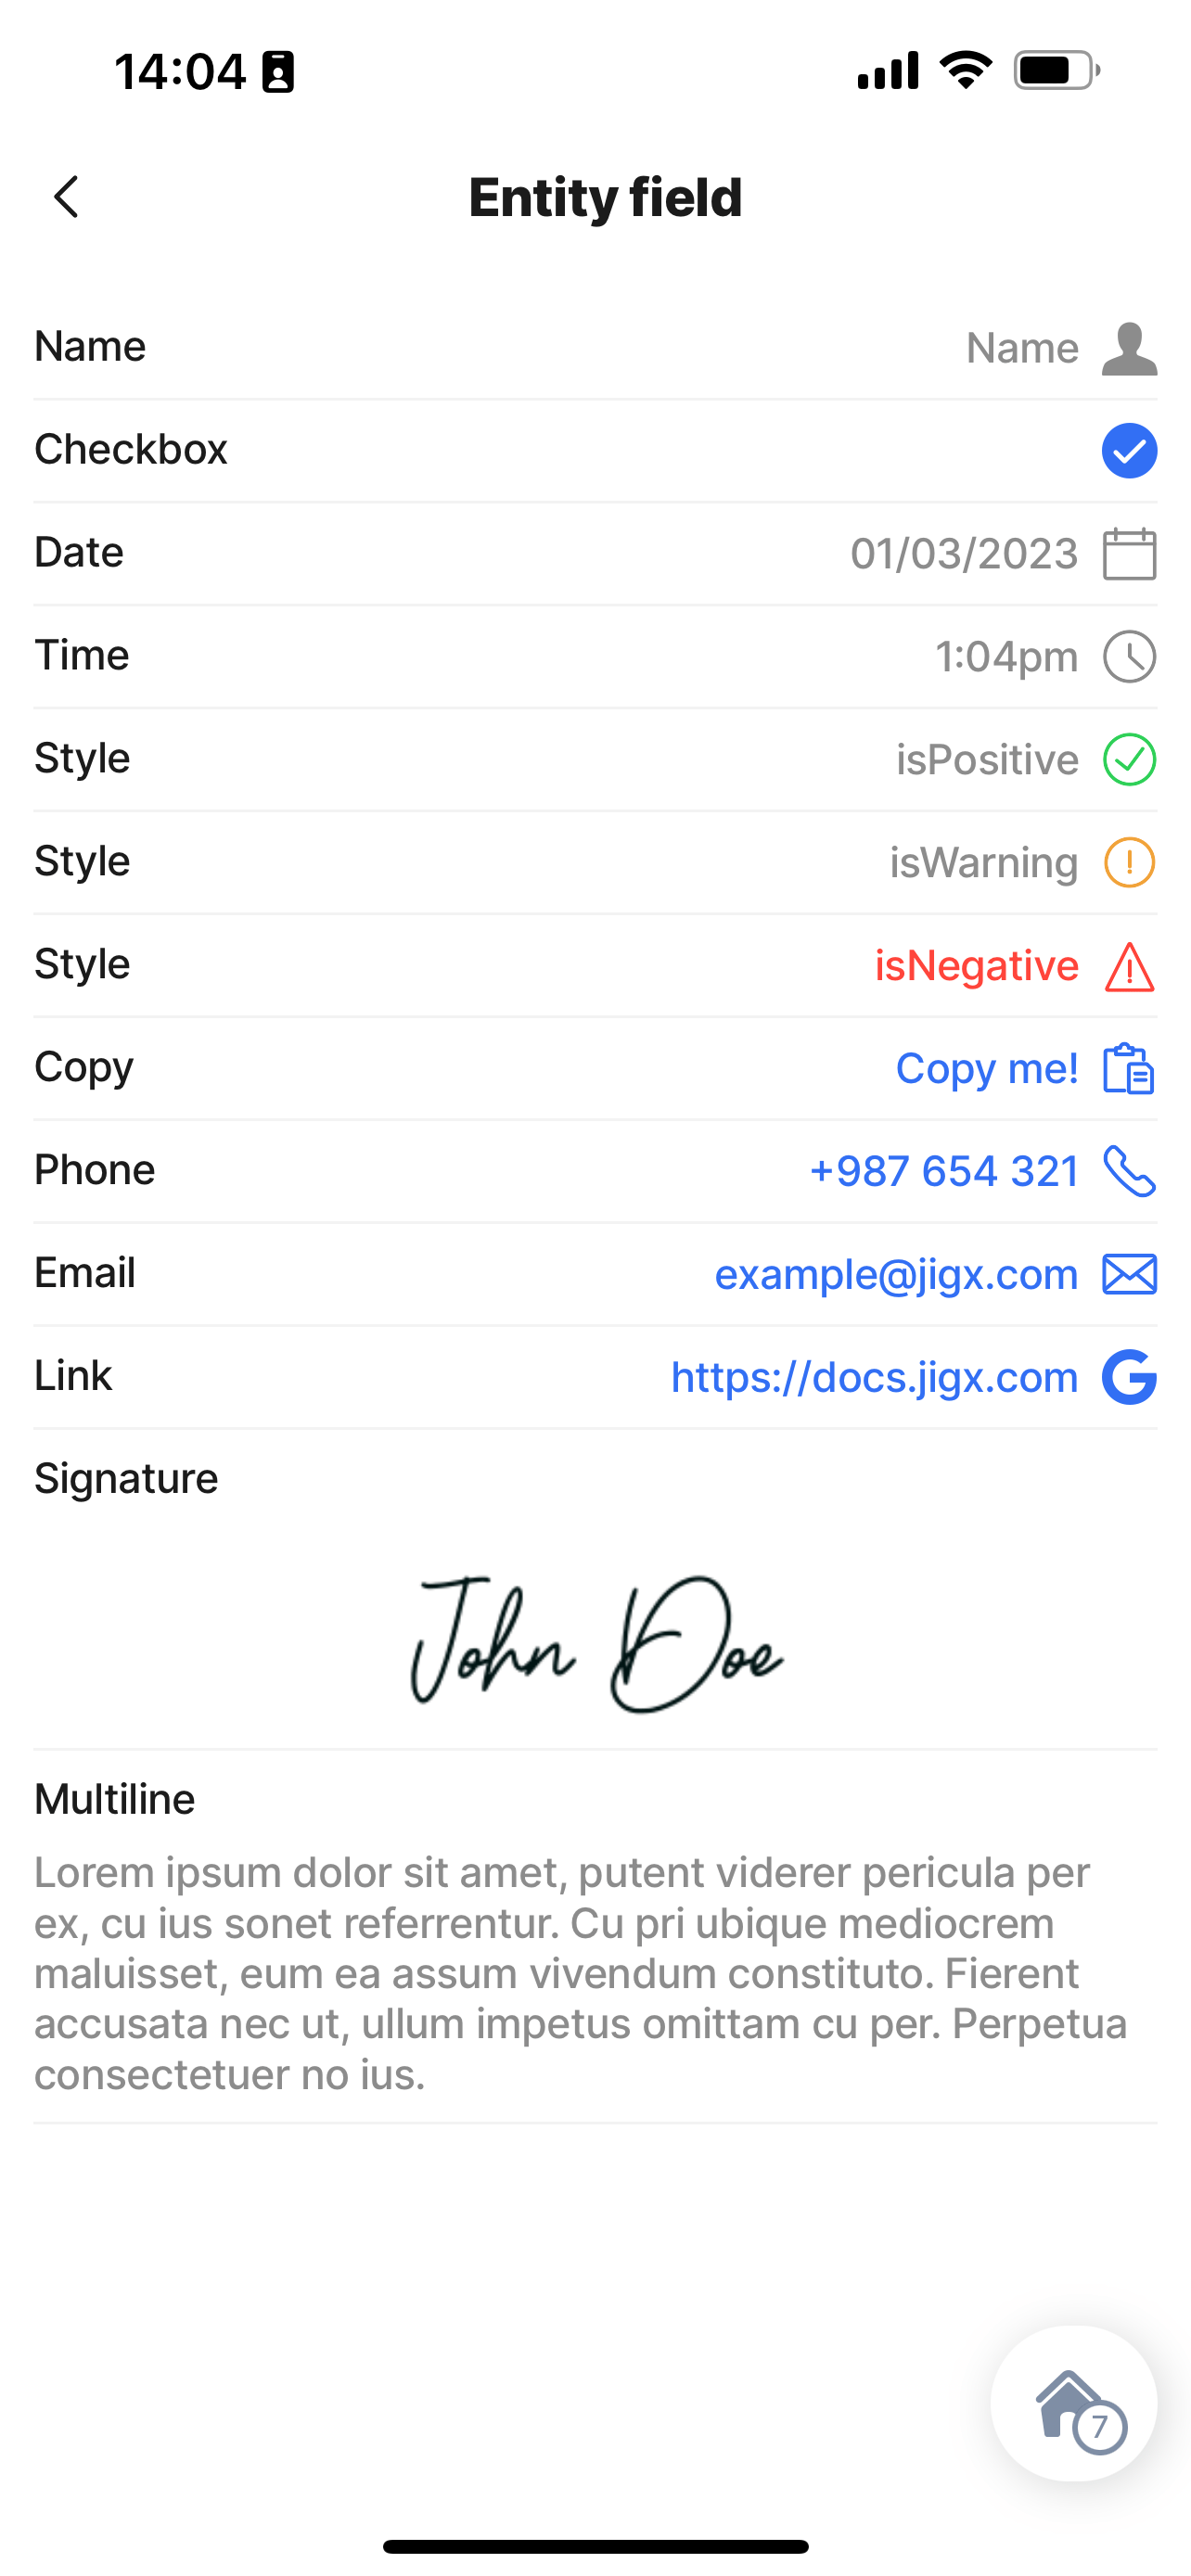 14:04
Entity field
Name Name
Checkbox
Date 01/03/2023
Time 1:04pm
Style isPositive
Style isWarning
Style isNegative
Copy Copy me!
Phone +987 654 321
Email example@jigx.com
Link https://docs.jigx.com
Signature
John Doe
Multiline
Lorem ipsum dolor sit amet, putent viderer pericula per
ex, cu ius sonet referrentur. Cu pri ubique mediocrem
maluisset, eum ea assum vivendum constituto. Fierent
accusata nec ut, ullum impetus omittam cu per. Perpetua
consectetuer no ius.
7